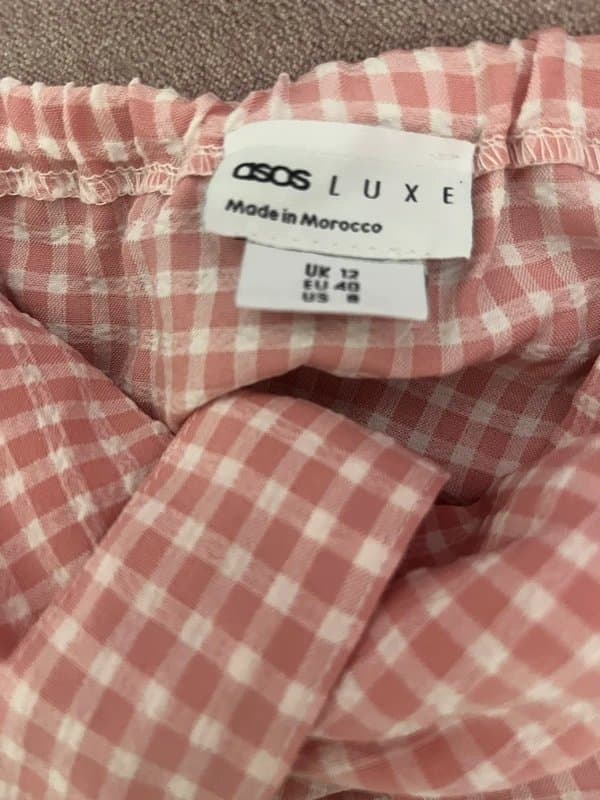 asos LUXE
Made in Morocco
UK 12
EU 40
US 8